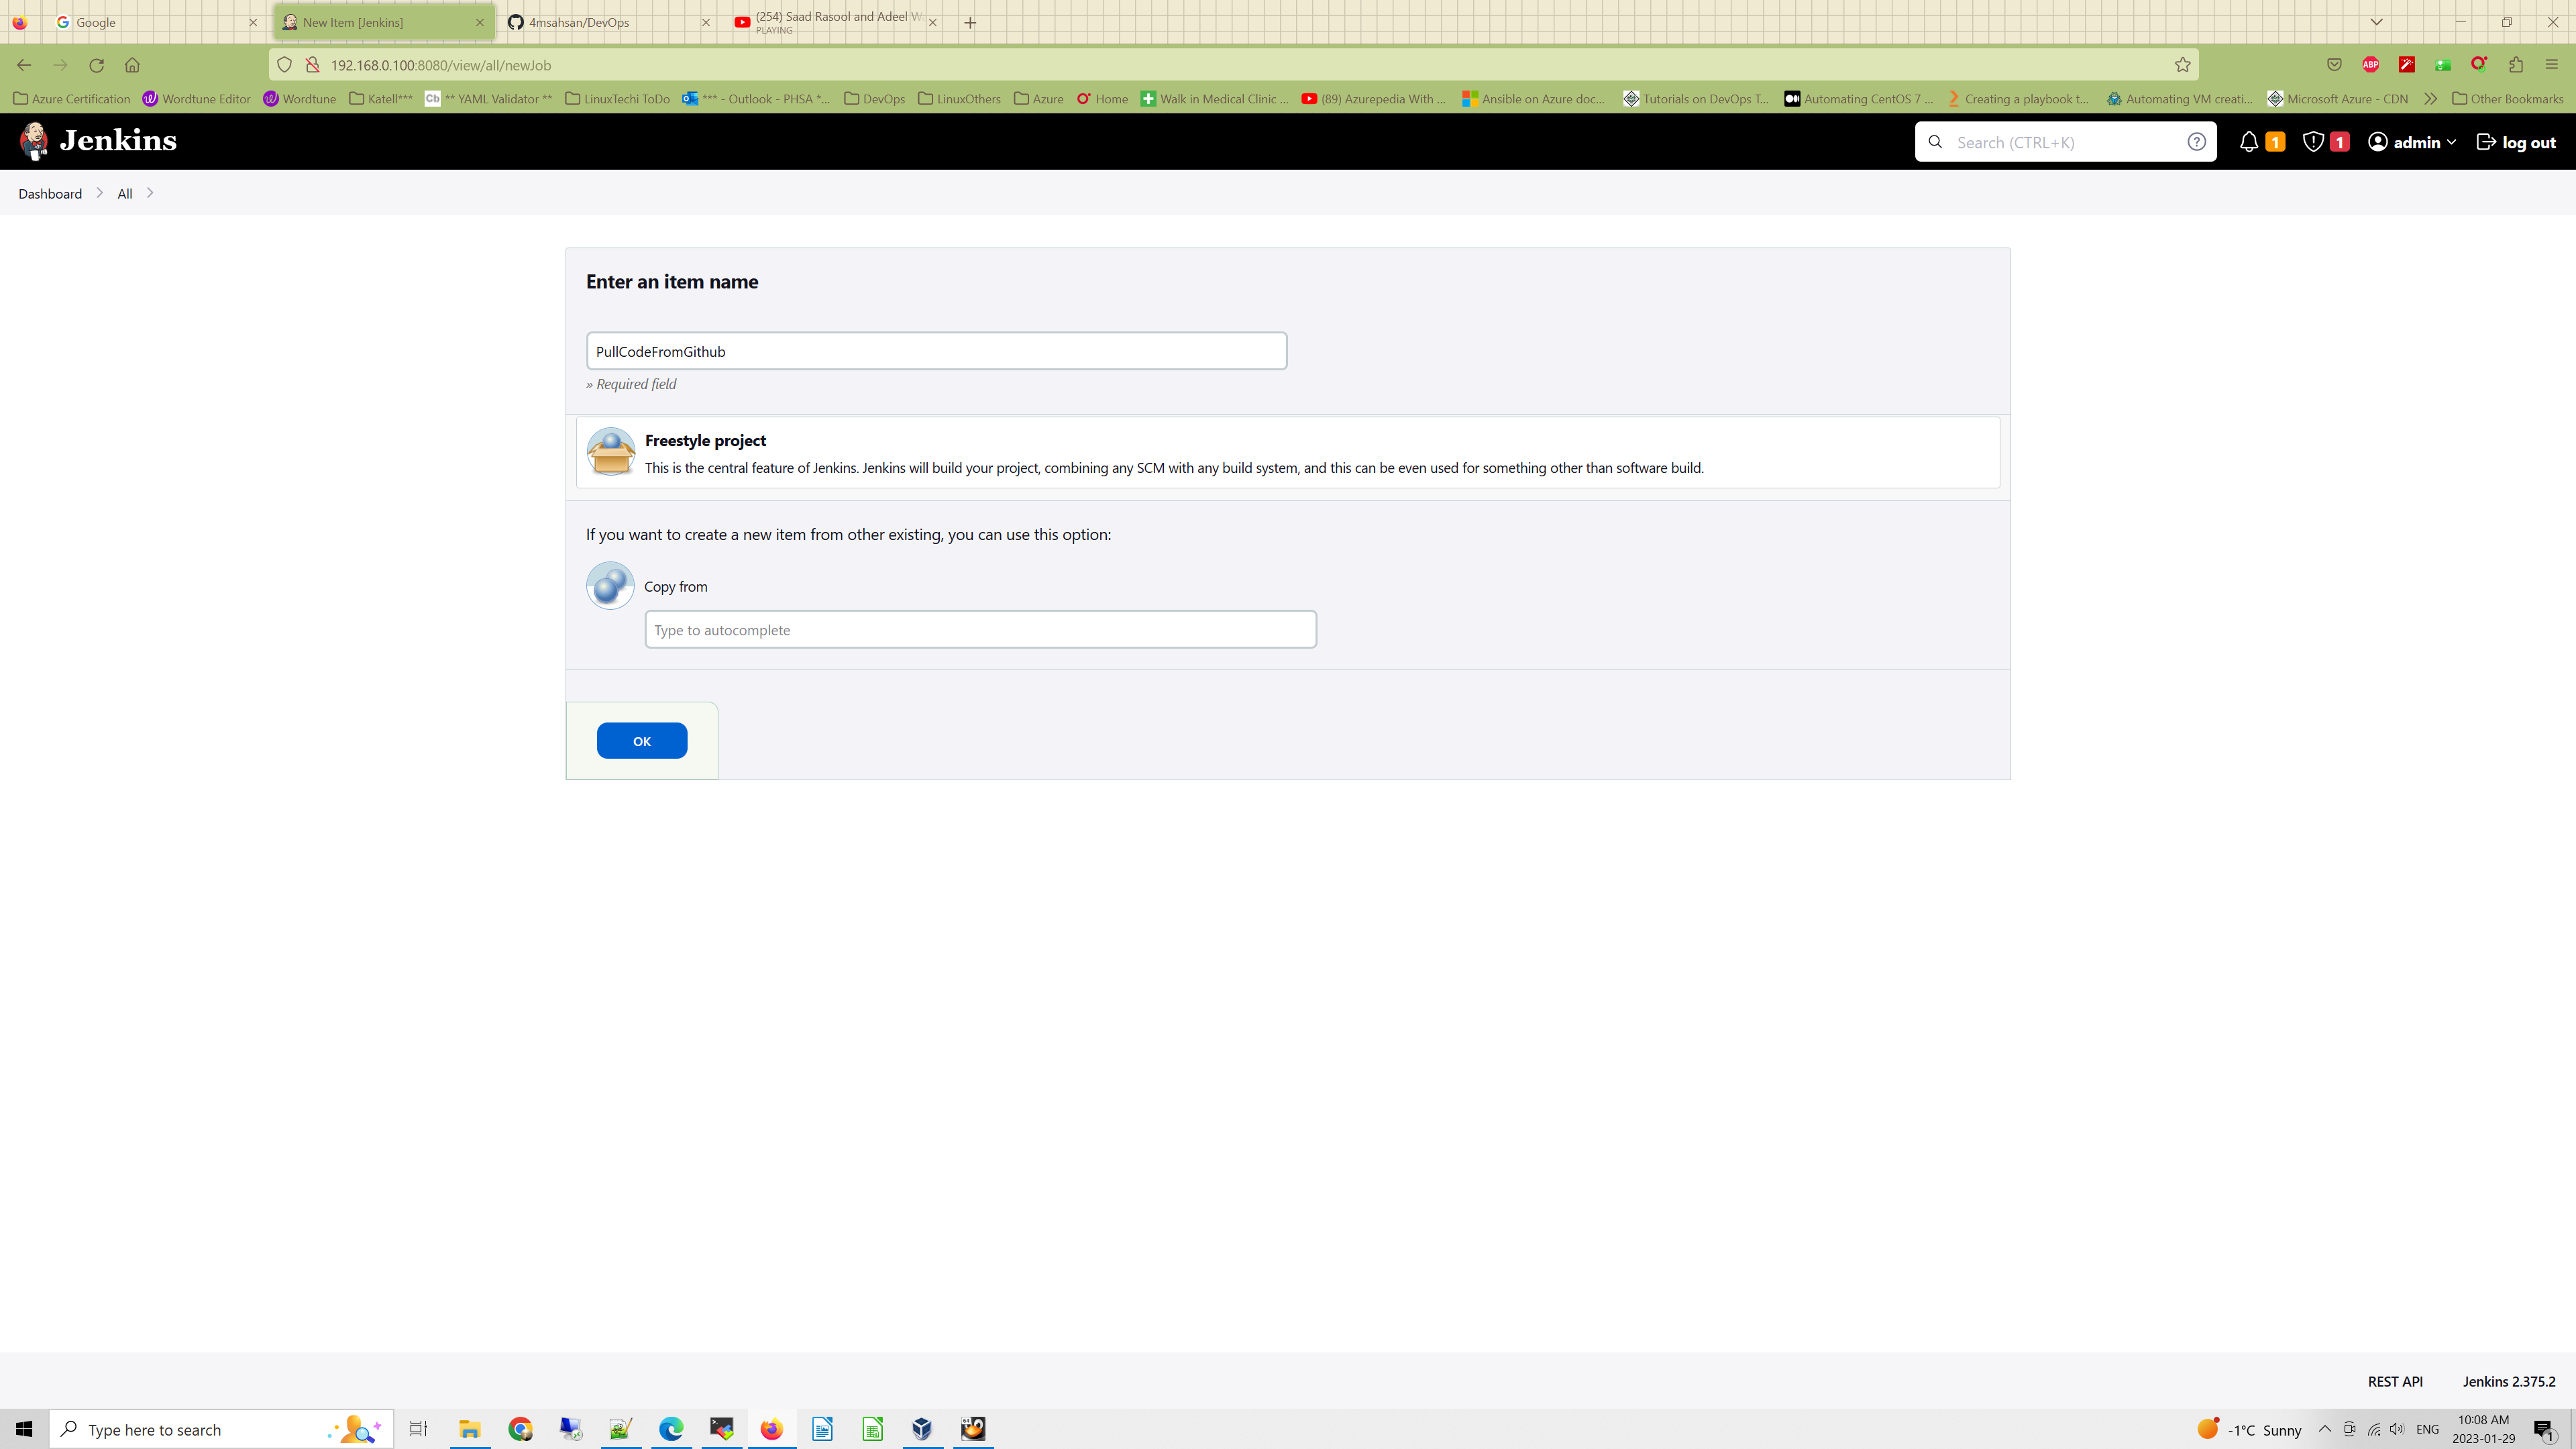 Google
New Item [Jenkins]
4msahsan/DevOps
(254) Saad Rasool and Adeel W
PLAYING
192.168.0.100:8080/view/all/newJob
ABP
Azure Certification
Wordtune Editor
Wordtune
Katell***
Cb ** YAML Validator **
LinuxTechi ToDo
*** - Outlook - PHSA *...
DevOps
LinuxOthers
Azure
Home
Walk in Medical Clinic ...
(89) Azurepedia With ...
Ansible on Azure doc...
Tutorials on DevOps T...
Automating CentOS 7 ...
Creating a playbook t...
Automating VM creati...
Microsoft Azure - CDN
Other Bookmarks
Jenkins
Search (CTRL+K)
1
1
admin
log out
Dashboard
All
Enter an item name
PullCodeFromGithub
» Required field
Freestyle project
This is the central feature of Jenkins. Jenkins will build your project, combining any SCM with any build system, and this can be even used for something other than software build.
If you want to create a new item from other existing, you can use this option:
Copy from
Type to autocomplete
OK
REST API
Jenkins 2.375.2
Type here to search
-1°C Sunny
ENG
10:08 AM
2023-01-29
1